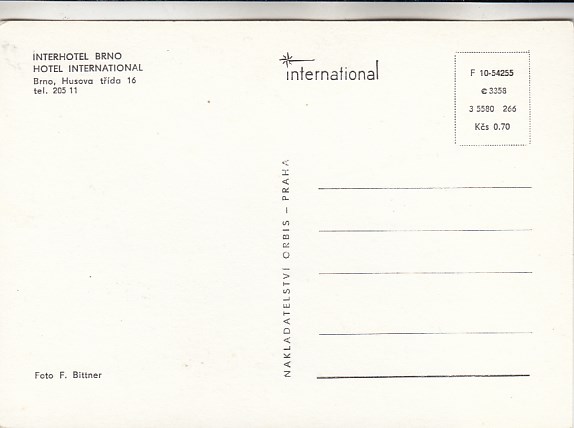 INTERHOTEL BRNO
HOTEL INTERNATIONAL
Brno, Husova třída 16
tel. 205 11
international
F 10-54255
c 3358
3 5580 266
Kčs 0.70
NAKLADATELSTVÍ ORBIS – PRAHA
Foto F. Bittner